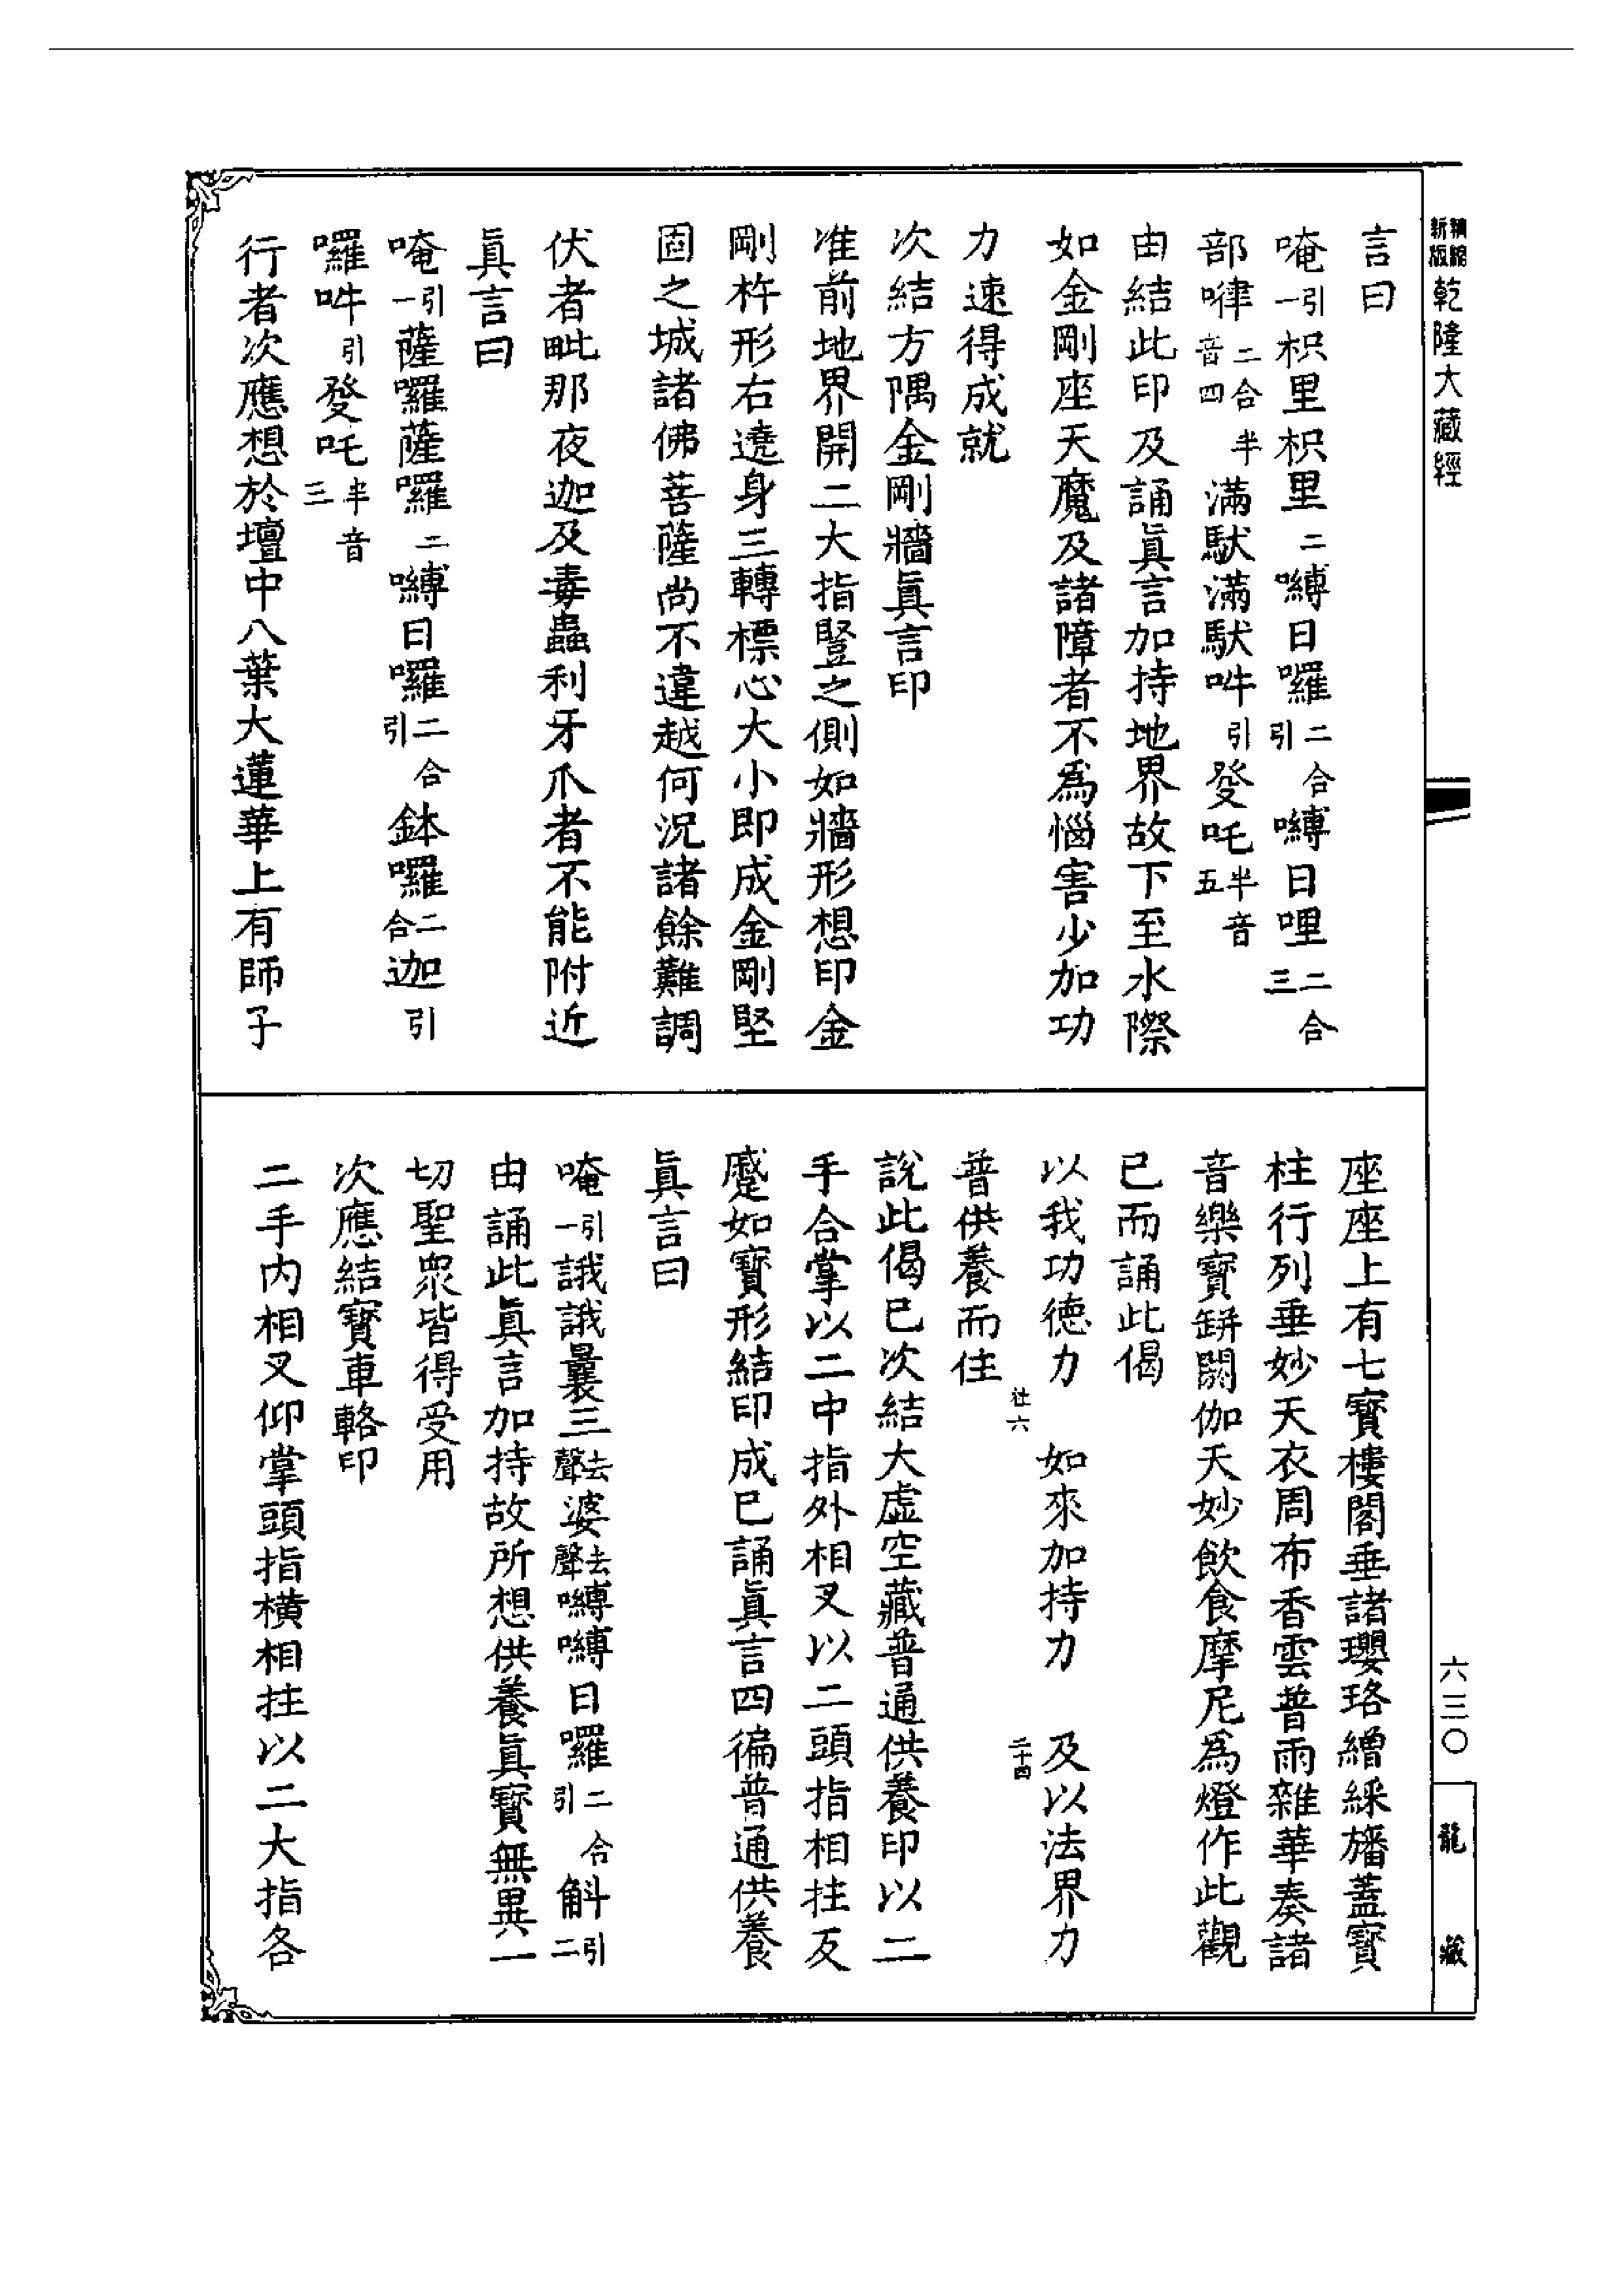 言曰
唵引一枳里枳里二嚩日囉二合引嚩日哩二合三
部㖀二合半音四滿馱滿馱吽引發吒半音五
由結此印及誦眞言加持地界故下至水際
如金剛座天魔及諸障者不爲惱害少加功
力速得成就
次結方隅金剛牆眞言印
准前地界開二大指豎之側如牆形想印金
剛杵形右遶身三轉標心大小即成金剛堅
固之城諸佛菩薩尚不違越何況諸餘難調
伏者毗那夜迦及毒蟲利牙爪者不能附近
眞言曰
唵引一薩囉薩囉二嚩日囉二合引鉢囉二合迦引
囉吽引發吒半音三
行者次應想於壇中八葉大蓮華上有師子
座座上有七寶樓閣垂諸瓔珞繒綵旛蓋寶
柱行列垂妙天衣周布香雲普雨雜華奏諸
音樂寶缾閼伽天妙飲食摩尼爲燈作此觀
已而誦此偈
以我功德力　如來加持力　及以法界力
普供養而住
說此偈已次結大虛空藏普通供養印以二
手合掌以二中指外相叉以二頭指相拄反
蹙如寶形結印成已誦眞言四徧普通供養
眞言曰
唵引一誐誐曩三去聲婆去聲嚩嚩日囉二合引斛引二
由誦此眞言加持故所想供養眞寶無異一
切聖衆皆得受用
次應結寶車輅印
二手内相叉仰掌頭指橫相拄以二大指各
精縮新版乾隆大藏經
六三〇
龍藏
二十四